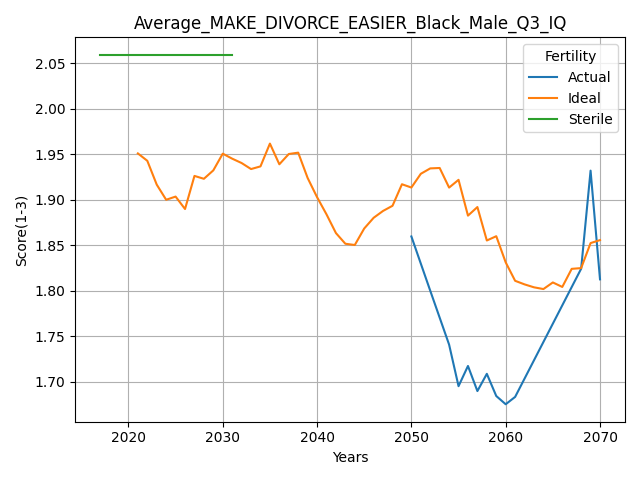 Average_MAKE_DIVORCE_EASIER_Black_Male_Q3_IQ
Fertility
Actual
Ideal
Sterile
Score(1-3)
2.05
2.00
1.95
1.90
1.85
1.80
1.75
1.70
2020 2030 2040 2050 2060 2070
Years